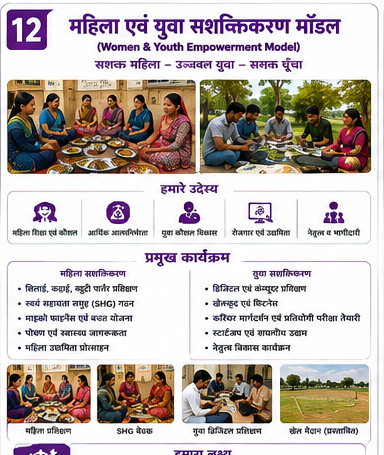 12
महिला एवं युवा सशक्तिकरण मॉडल
(Women & Youth Empowerment Model)
सशक्त महिला – उज्जवल युवा –
हमारे उद्देश्य
महिला शिक्षा एवं कौशल
आर्थिक आत्मनिर्भरता
युवा कौशल विकास
रोजगार एवं उद्यमिता
नेतृत्व व भागीदारी
प्रमुख कार्यक्रम
महिला सशक्तिकरण
• सिलाई, कढ़ाई, ब्यूटी पार्लर प्रशिक्षण
• स्वयं सहायता समूह (SHG) गठन
• माइक्रो फाइनेंस एवं बचत योजना
• पोषण एवं स्वास्थ्य जागरूकता
• महिला उद्यमिता प्रोत्साहन
युवा सशक्तिकरण
• डिजिटल एवं कंप्यूटर प्रशिक्षण
• खेलकूद एवं फिटनेस
• करियर मार्गदर्शन एवं प्रतियोगी परीक्षा तैयारी
• स्टार्टअप एवं उद्यम
• नेतृत्व विकास कार्यक्रम
महिला प्रशिक्षण
SHG बैठक
युवा डिजिटल प्रशिक्षण
खेल मैदान (प्रस्तावित)
हमारा लक्ष्य